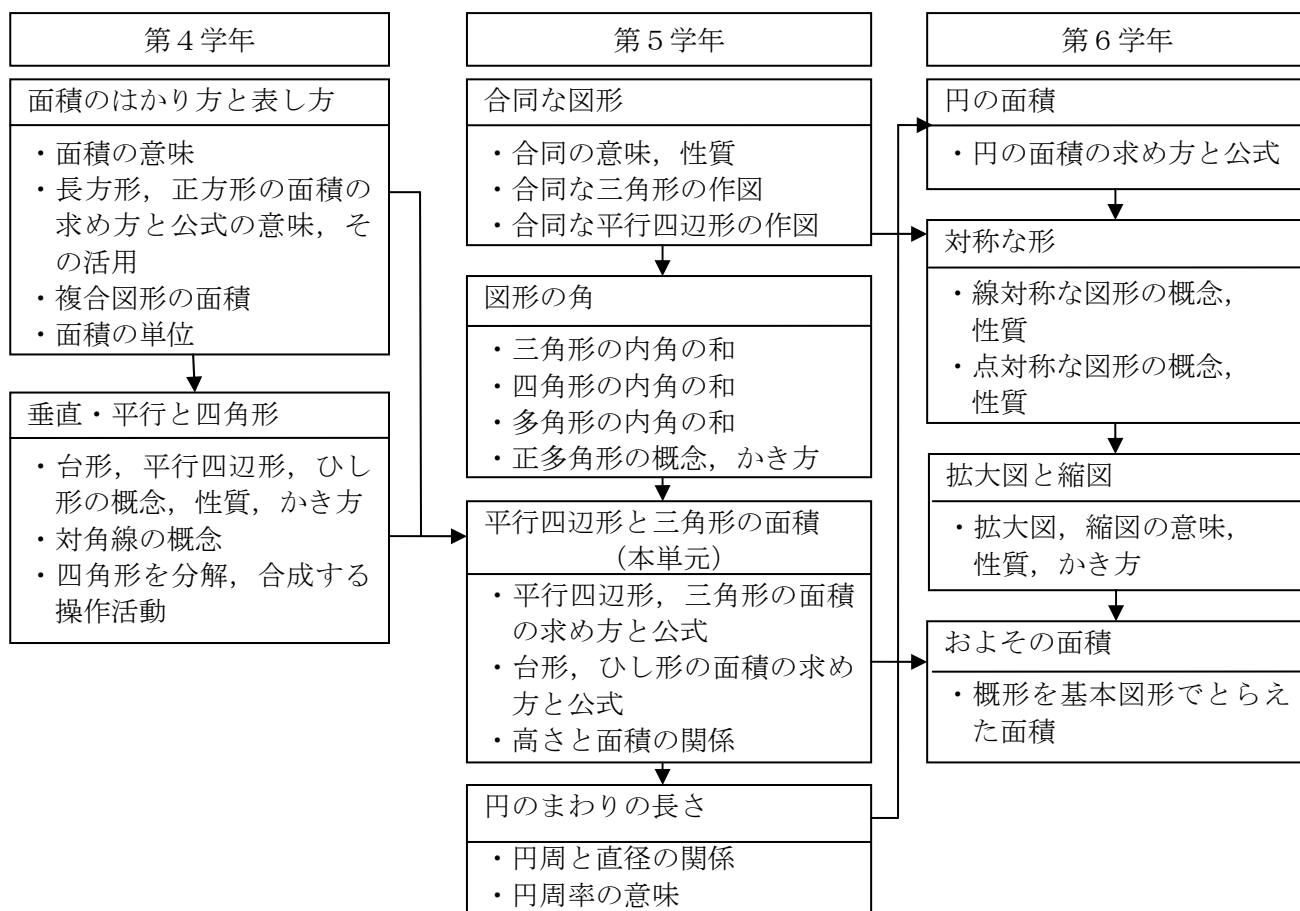 第４学年
面積のはかり方と表し方
・面積の意味
・長方形，正方形の面積の
求め方と公式の意味，そ
の活用
・複合図形の面積
・面積の単位
垂直・平行と四角形
・台形，平行四辺形，ひし
形の概念，性質，かき方
・対角線の概念
・四角形を分解，合成する
操作活動
第５学年
合同な図形
・合同の意味，性質
・合同な三角形の作図
・合同な平行四辺形の作図
図形の角
・三角形の内角の和
・四角形の内角の和
・多角形の内角の和
・正多角形の概念，かき方
平行四辺形と三角形の面積
（本単元）
・平行四辺形，三角形の面積
の求め方と公式
・台形，ひし形の面積の求め
方と公式
・高さと面積の関係
円のまわりの長さ
・円周と直径の関係
・円周率の意味
第６学年
円の面積
・円の面積の求め方と公式
対称な形
・線対称な図形の概念，
性質
・点対称な図形の概念，
性質
拡大図と縮図
・拡大図，縮図の意味，
性質，かき方
およその面積
・概形を基本図形でとらえ
た面積